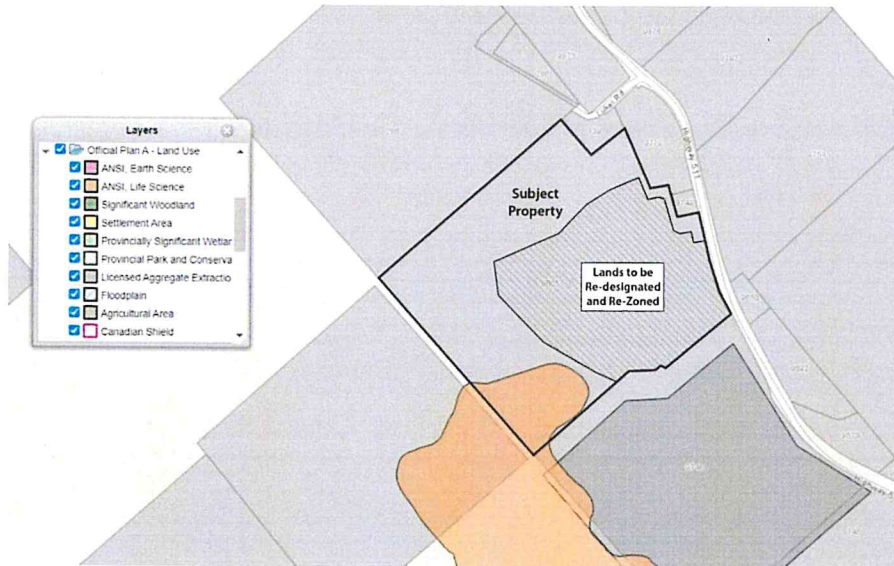 Layers
Official Plan A - Land Use
ANSI, Earth Science
ANSI, Life Science
Significant Woodland
Settlement Area
Provincially Significant Wetlar
Provincial Park and Conserva
Licensed Aggregate Extractio
Floodplain
Agricultural Area
Canadian Shield
Subject
Property
Lands to be
Re-designated
and Re-Zoned
Highway 511